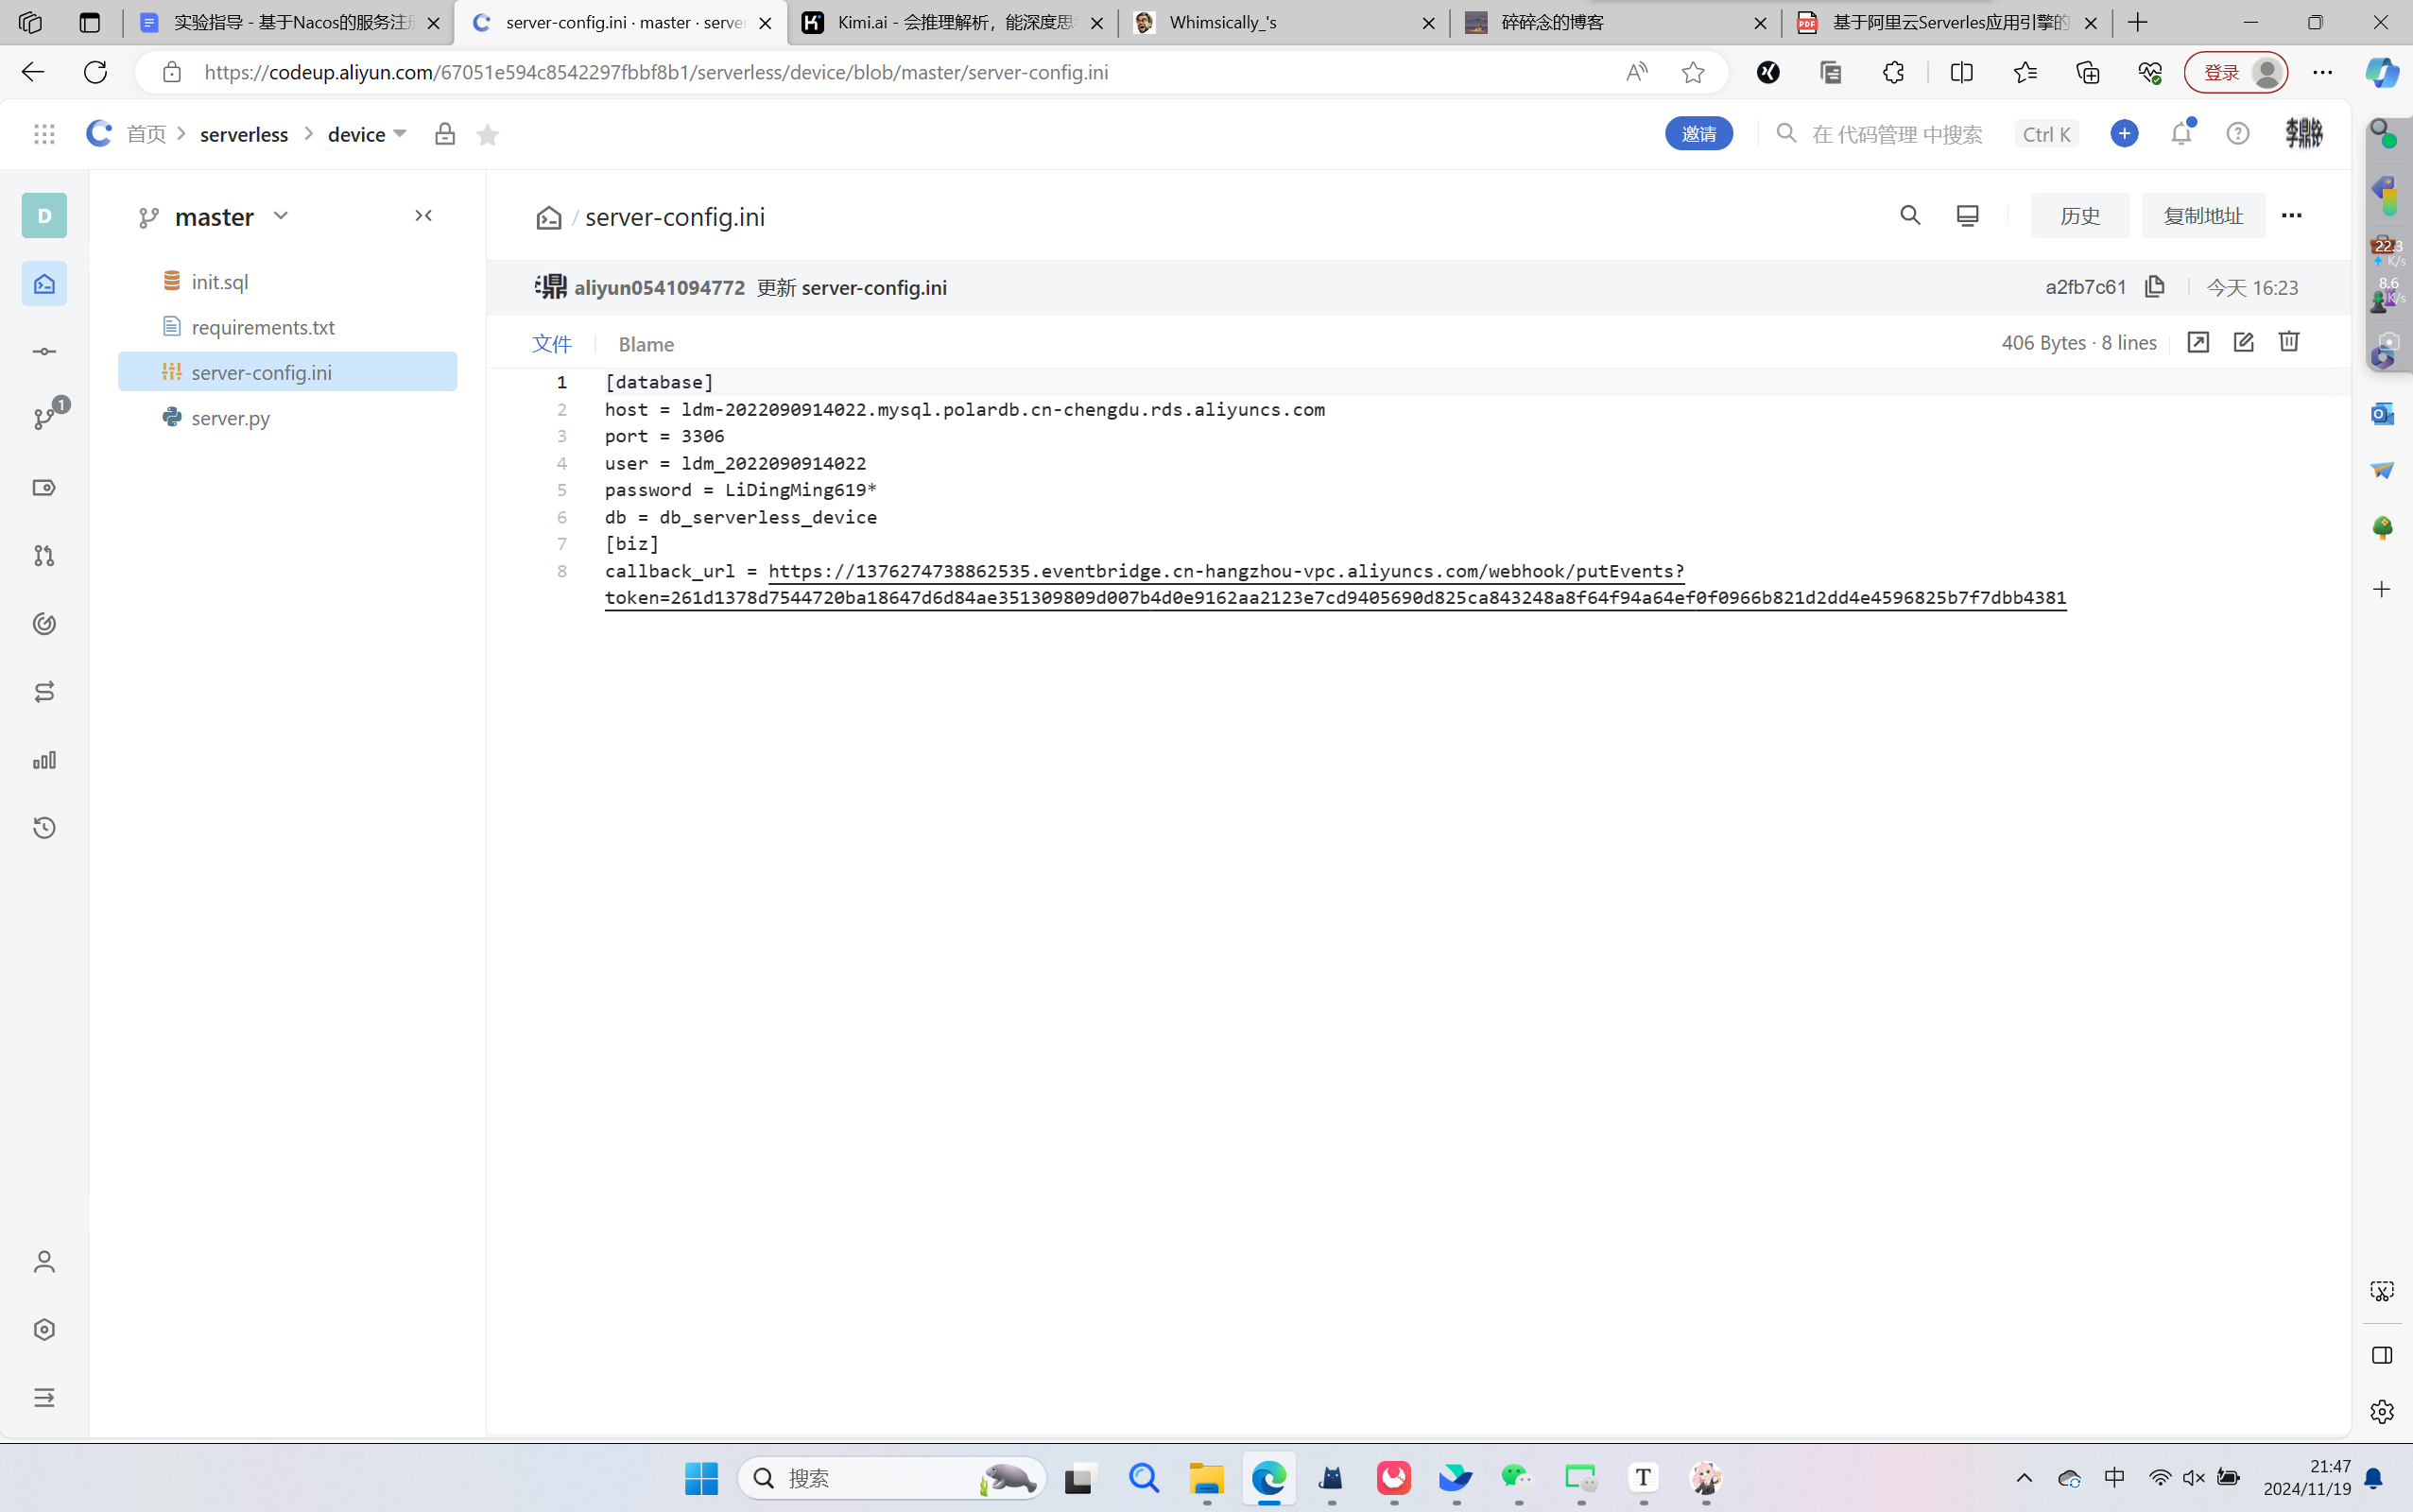 实验指导 - 基于Nacos的服务注册
server-config.ini · master · server
Kimi.ai - 会推理解析，能深度思考
Whimsically_'s
碎碎念的博客
基于阿里云Serverles应用引擎的
https://codeup.aliyun.com/67051e594c8542297fbbf8b1/serverless/device/blob/master/server-config.ini
登录
首页
serverless
device
邀请
在 代码管理 中搜索
Ctrl K
李鼎铭
D
master
server-config.ini
历史
复制地址
22.3
K/s
8.6
K/s
init.sql
requirements.txt
server-config.ini
server.py
1
aliyun0541094772 更新 server-config.ini
a2fb7c61
今天 16:23
文件
Blame
406 Bytes · 8 lines
1 [database]
2 host = ldm-2022090914022.mysql.polardb.cn-chengdu.rds.aliyuncs.com
3 port = 3306
4 user = ldm_2022090914022
5 password = LiDingMing619*
6 db = db_serverless_device
7 [biz]
8 callback_url = https://1376274738862535.eventbridge.cn-hangzhou-vpc.aliyuncs.com/webhook/putEvents?
token=261d1378d7544720ba18647d6d84ae351309809d007b4d0e9162aa2123e7cd9405690d825ca843248a8f64f94a64ef0f0966b821d2dd4e4596825b7f7dbb4381
搜索
中
21:47
2024/11/19